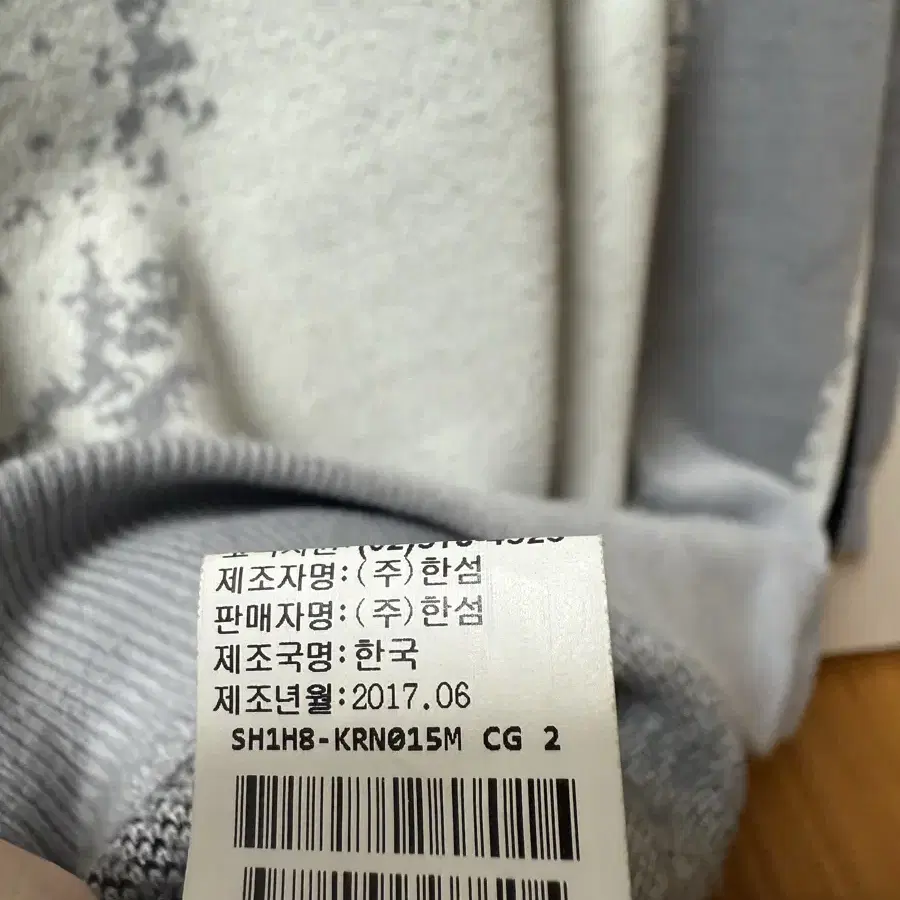 제조자명:(주)한섬
판매자명:(주)한섬
제조국명:한국
제조년월:2017.06
SH1H8-KRN015M CG 2